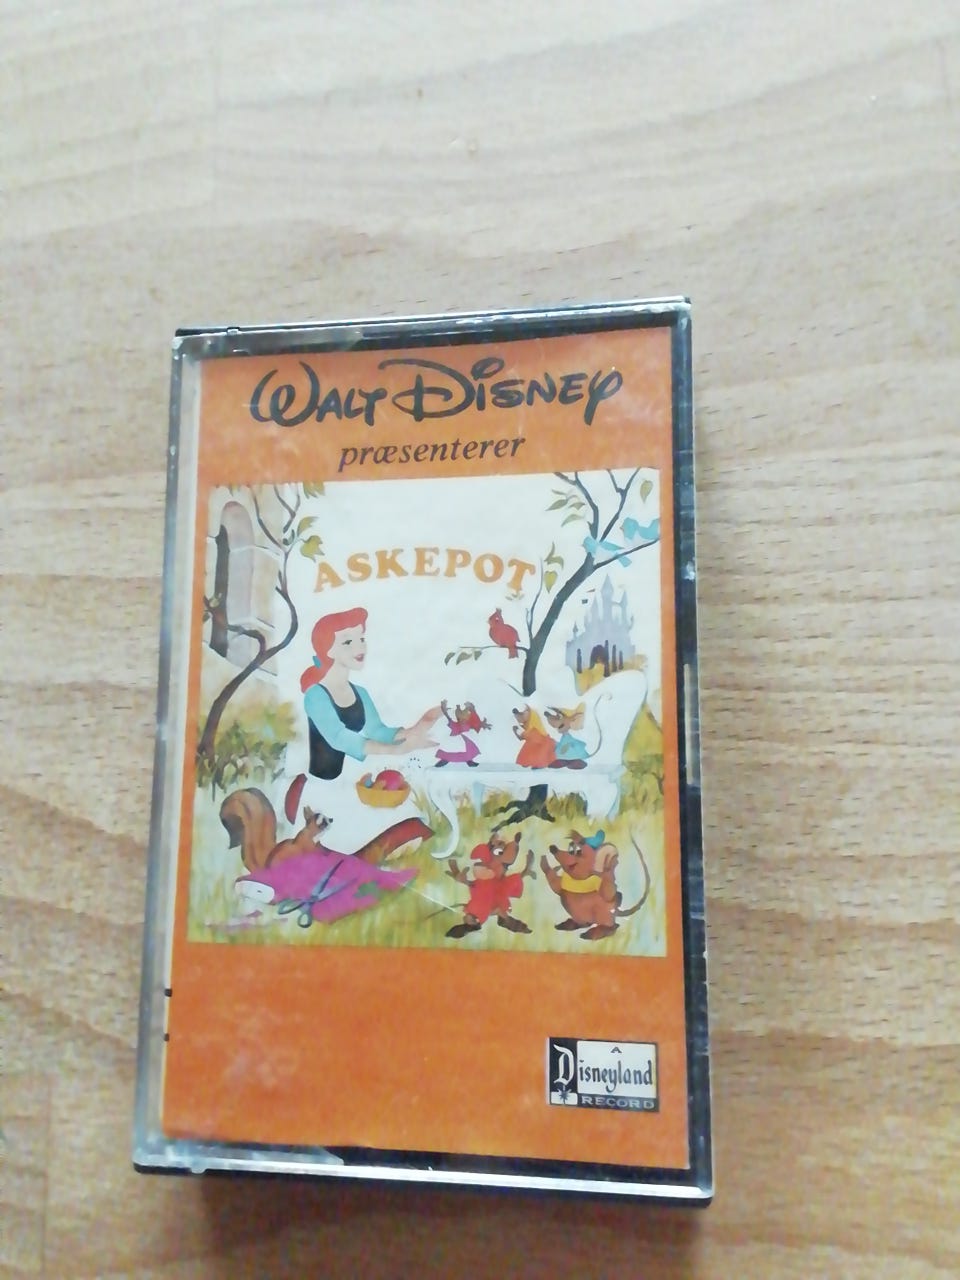 WALT DISNEY
præsenterer
ASKEPOT
A
Disneyland
RECORD